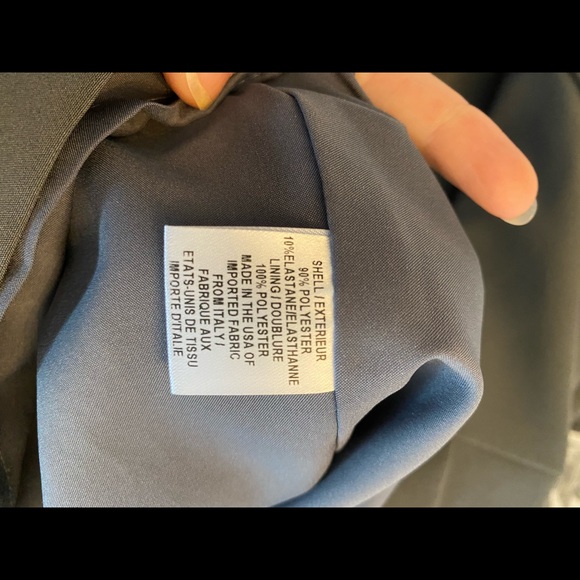 SHELL / EXTERIEUR
90% POLYESTER
10%ELASTANE/ELASTHANNE
LINING / DOUBLURE
100% POLYESTER
MADE IN THE USA OF
IMPORTED FABRIC
FROM ITALY /
FABRIQUE AUX
ETATS-UNIS DE TISSU
IMPORTE D'ITALIE